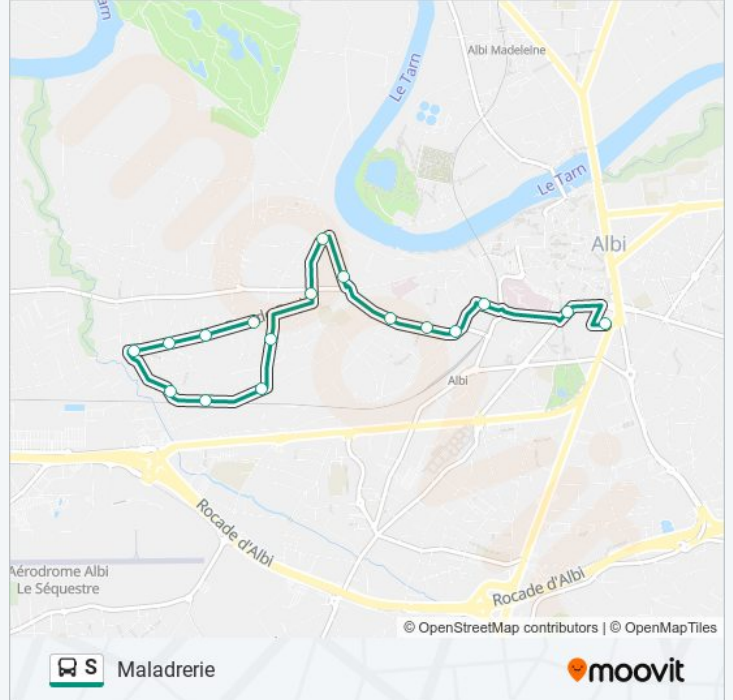 arn
Albi Madeleine
Le Tarn
Le Tarn
Albi
Albi
Rocade d'Albi
Aérodrome Albi
Le Séquestre
Rocade d'Albi
© OpenStreetMap contributors | © OpenMapTiles
S Maladrerie
moovit